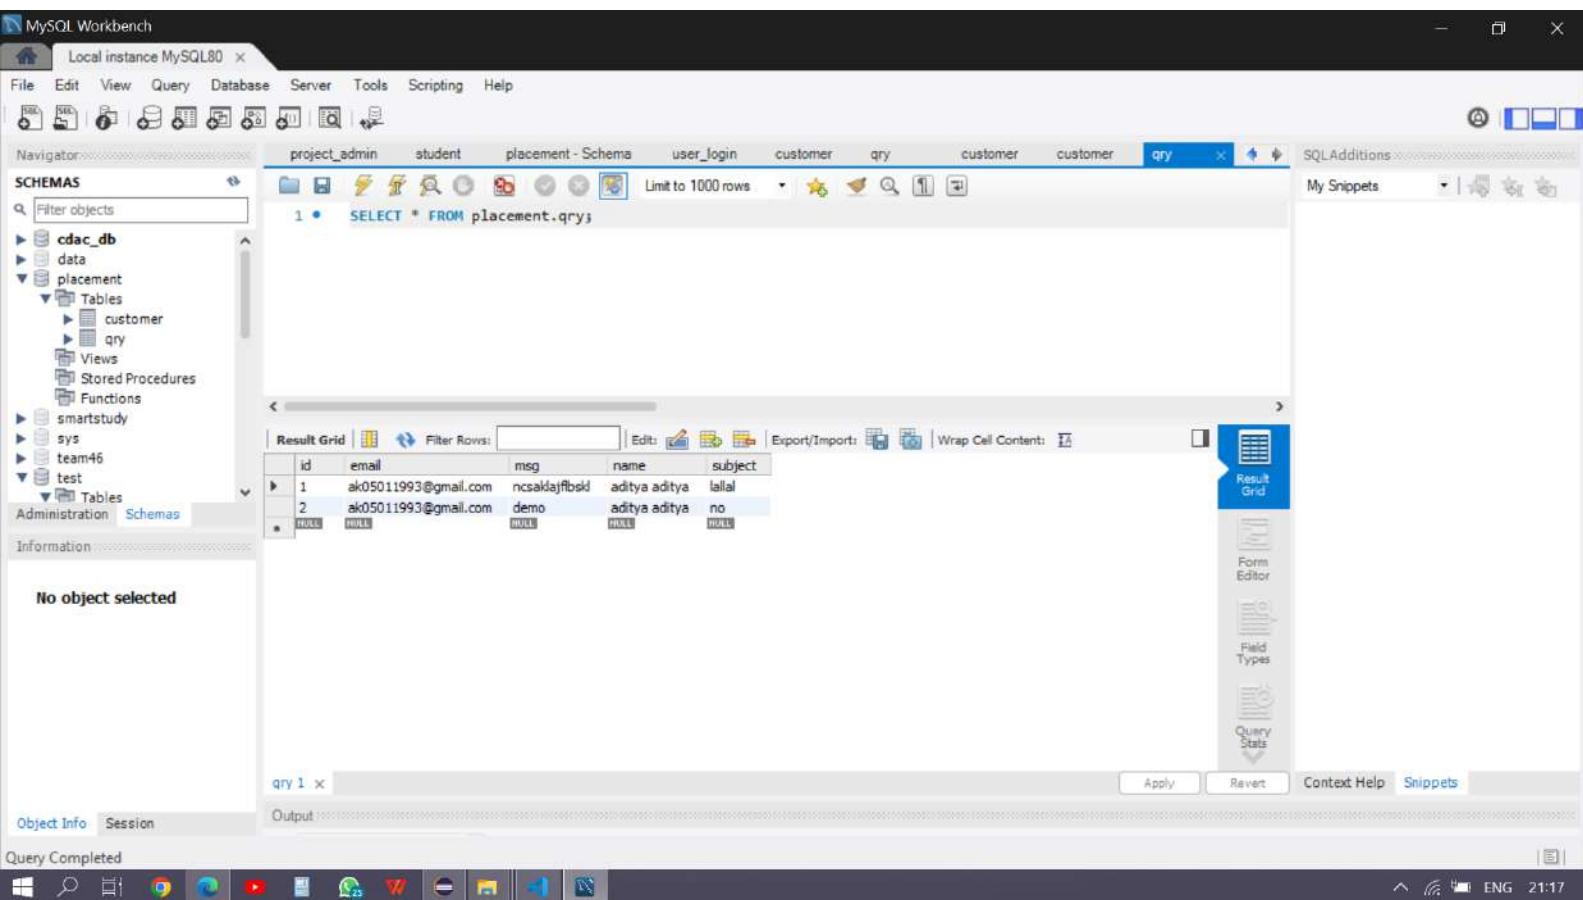 MySQL Workbench
Local instance MySQL80
File Edit View Query Database Server Tools Scripting Help
Navigator
project_admin student placement - Schema user_login customer qry customer customer qry
SQLAdditions
SCHEMAS
Limit to 1000 rows
My Snippets
Filter objects
1 SELECT * FROM placement.qry;
cdac_db
data
placement
Tables
customer
qry
Views
Stored Procedures
Functions
smartstudy
sys
team46
test
Tables
Administration Schemas
Result Grid Filter Rows: Edit: Export/Import: Wrap Cell Content:
id email msg name subject
1 ak05011993@gmail.com ncsakdajflbskl aditya aditya lallal
2 ak05011993@gmail.com demo aditya aditya no
NULL NULL NULL NULL NULL
Result
Grid
Form
Editor
Field
Types
Query
Stats
Information
No object selected
qry 1
Apply Revert
Context Help Snippets
Output
Object Info Session
Query Completed
ENG 21:17